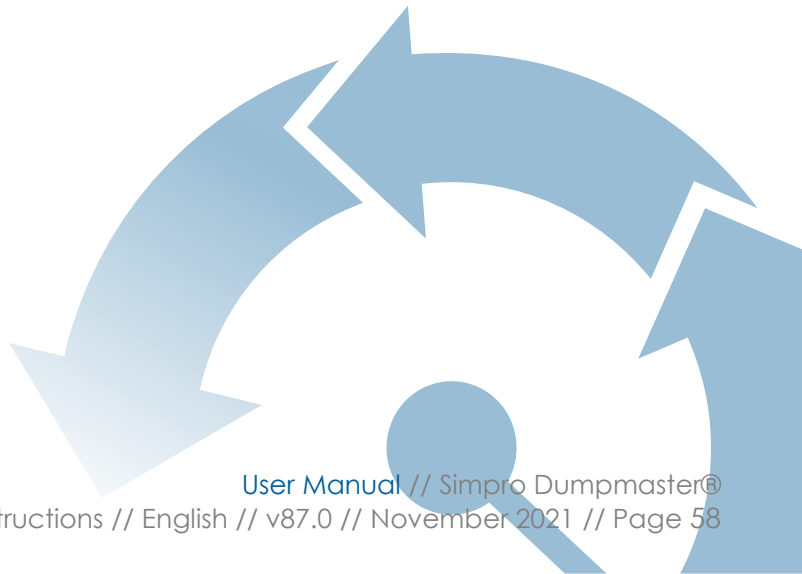 User Manual // Simpro Dumpmaster®
tructions // English // v87.0 // November 2021 // Page 58